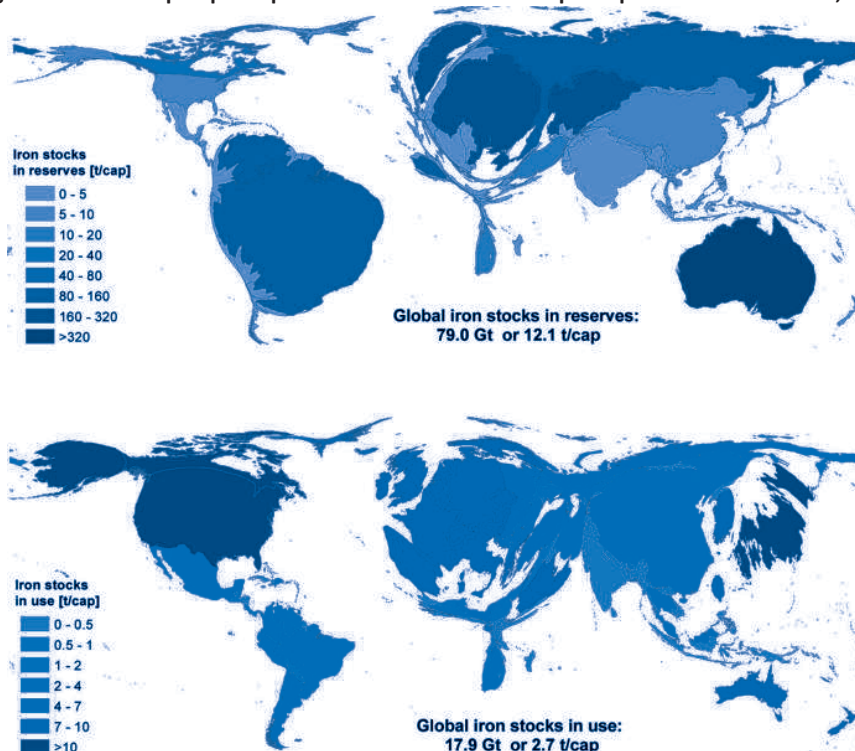 Iron stocks
in reserves [t/cap]
0 - 5
5 - 10
10 - 20
20 - 40
40 - 80
80 - 160
160 - 320
>320
Global iron stocks in reserves:
79.0 Gt or 12.1 t/cap
Iron stocks
in use [t/cap]
0 - 0.5
0.5 - 1
1 - 2
2 - 4
4 - 7
7 - 10
>10
Global iron stocks in use:
17.9 Gt or 2.7 t/cap